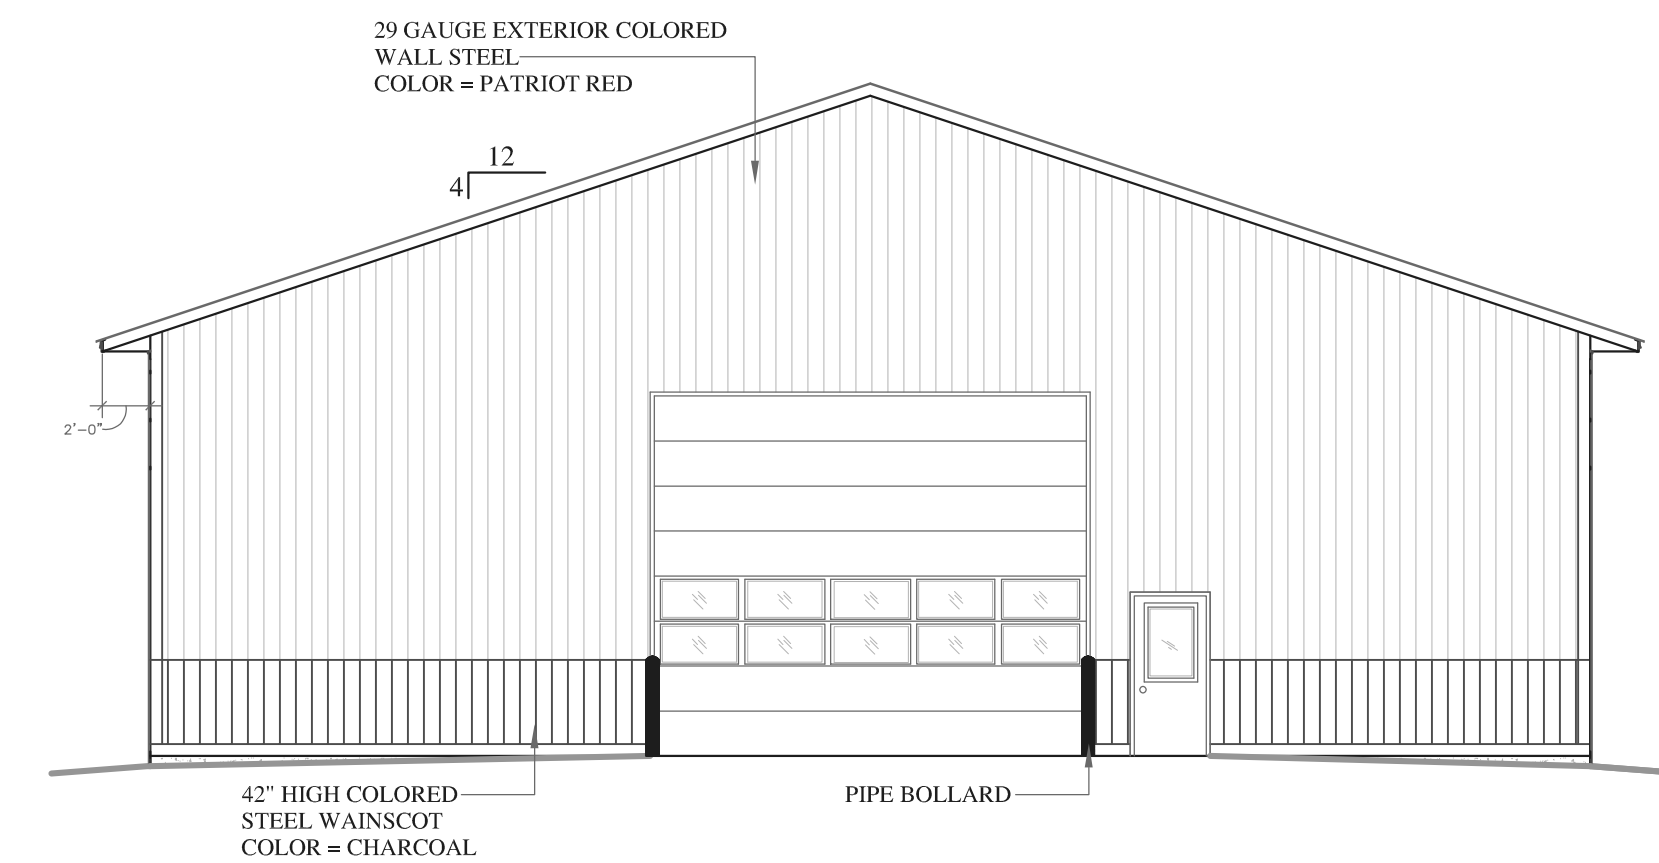 29 GAUGE EXTERIOR COLORED
WALL STEEL
COLOR = PATRIOT RED
12
4
2'-0"
42" HIGH COLORED
STEEL WAINSCOT
COLOR = CHARCOAL
PIPE BOLLARD